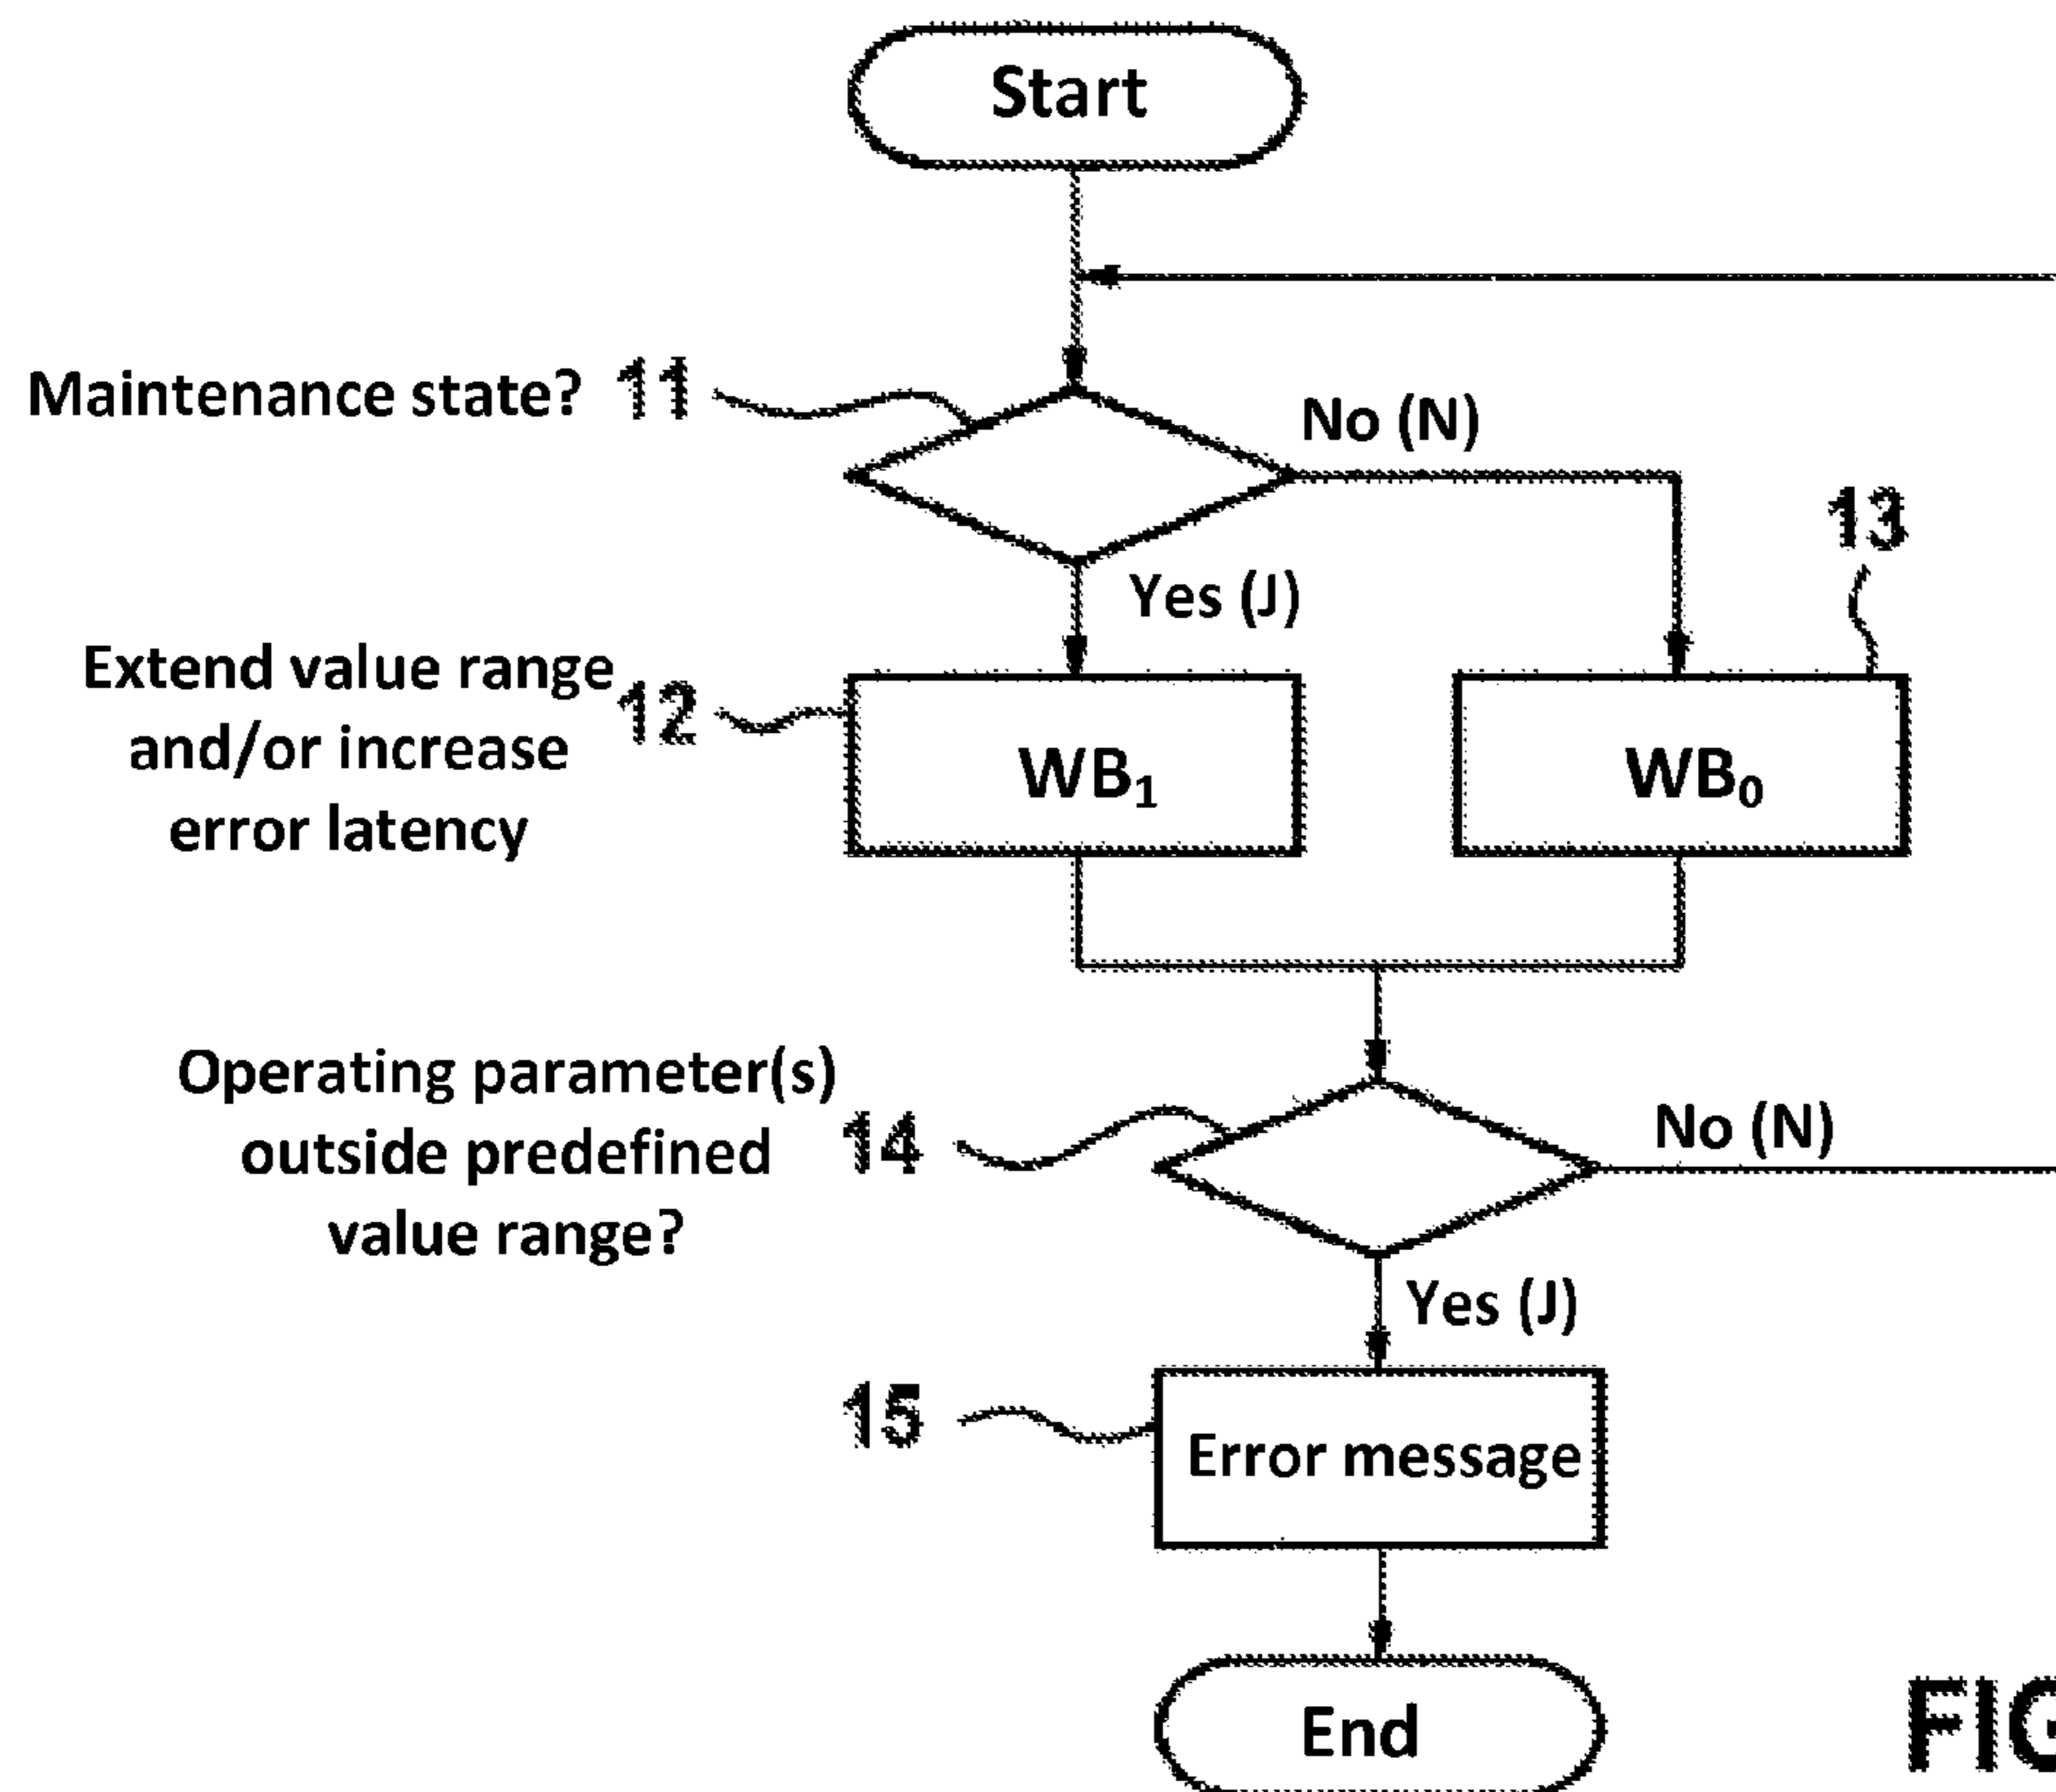 Start
Maintenance state? 11
No (N)
13
Yes (J)
Extend value range
and/or increase
error latency
12
WB₁
WB₀
Operating parameter(s)
outside predefined
value range?
14
No (N)
Yes (J)
15
Error message
End
FIG